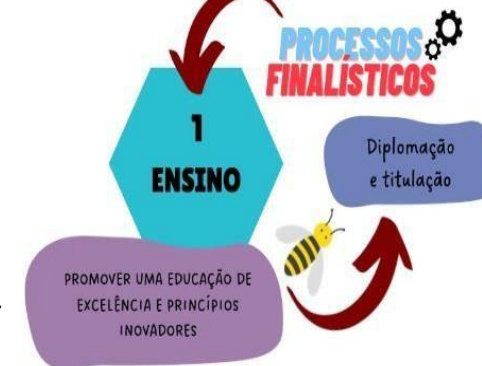 PROCESSOS
FINALÍSTICOS
1
ENSINO
Diplomação
e titulação
PROMOVER UMA EDUCAÇÃO DE
EXCELÊNCIA E PRINCÍPIOS
INOVADORES